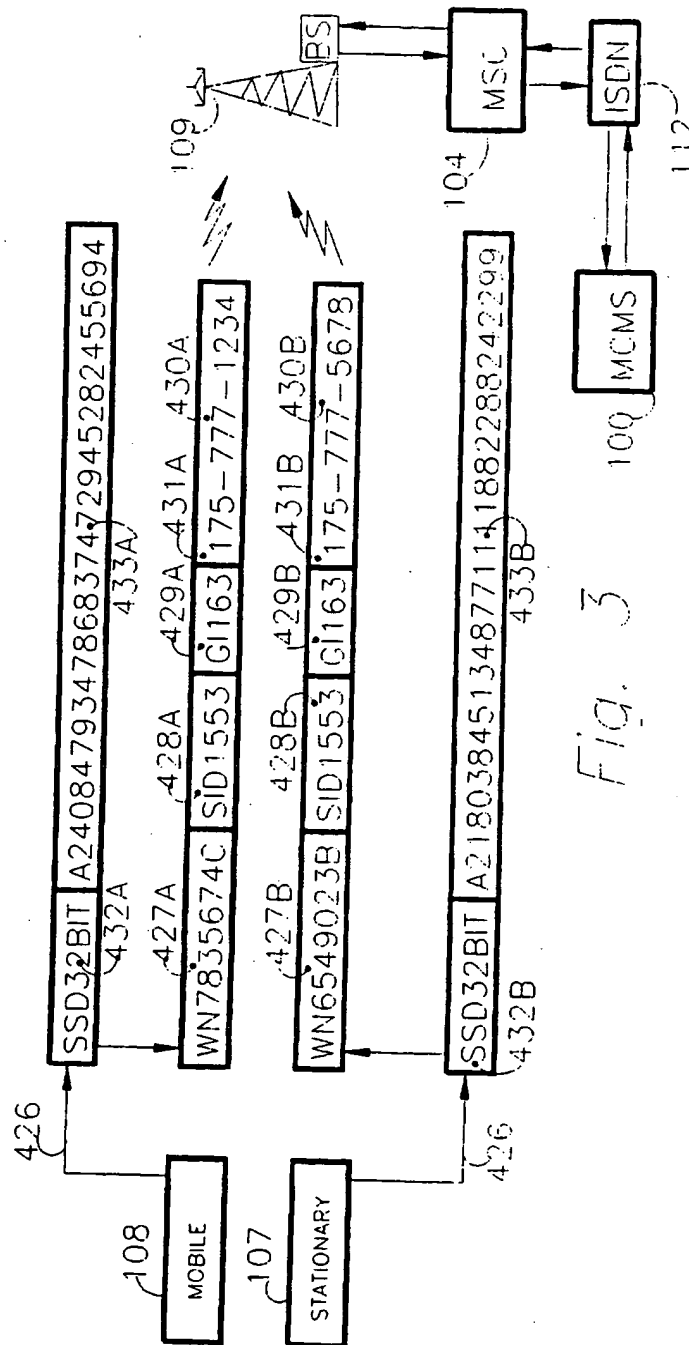 426
SSD32BIT A240847934786837472945282455694
432A 433A
108
MOBILE
427A 428A 429A 431A 430A
WN7835674C SID1553 GI163 175-777-1234
109
BS
107
STATIONARY
427B 428B 429B 431B 430B
WN6549023B SID1553 GI163 175-777-5678
104
MSC
426
SSD32BIT A21803845134877114188228824 2299
432B 433B
MCMS
100
ISDN
112
Fig. 3